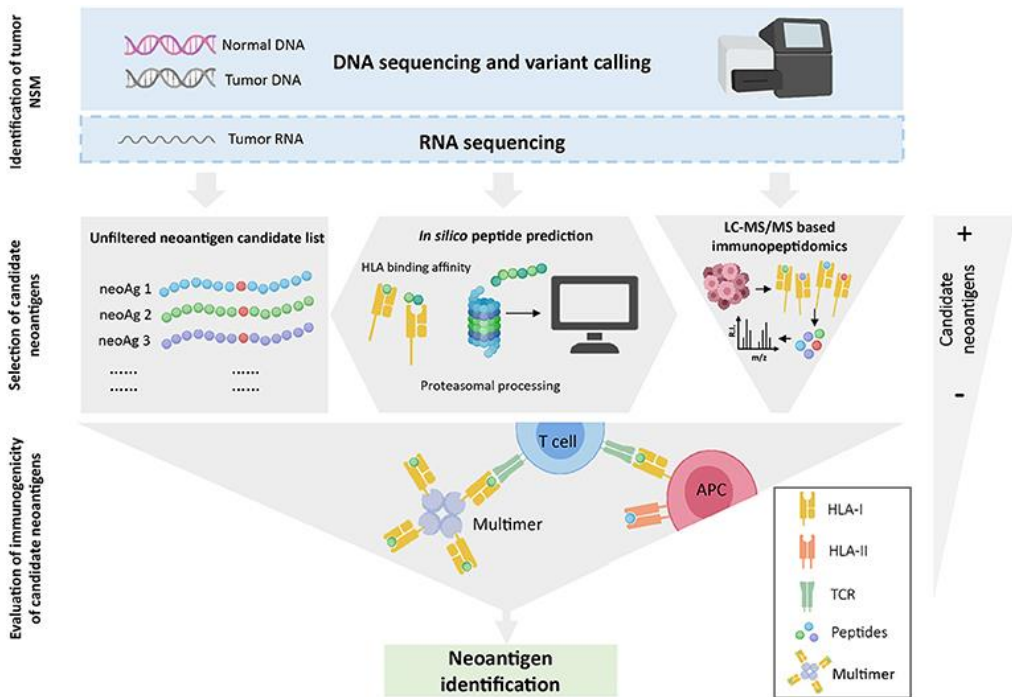 Identification of tumor
NSM
Normal DNA
Tumor DNA
DNA sequencing and variant calling
Tumor RNA
RNA sequencing
Selection of candidate
neoantigens
Unfiltered neoantigen candidate list
neoAg 1
neoAg 2
neoAg 3
...... ......
...... ......
In silico peptide prediction
HLA binding affinity
Proteasomal processing
LC-MS/MS based
immunopeptidomics
R.I.
m/z
+
Candidate
neoantigens
-
Evaluation of immunogenicity
of candidate neoantigens
T cell
APC
Multimer
HLA-I
HLA-II
TCR
Peptides
Multimer
Neoantigen
identification